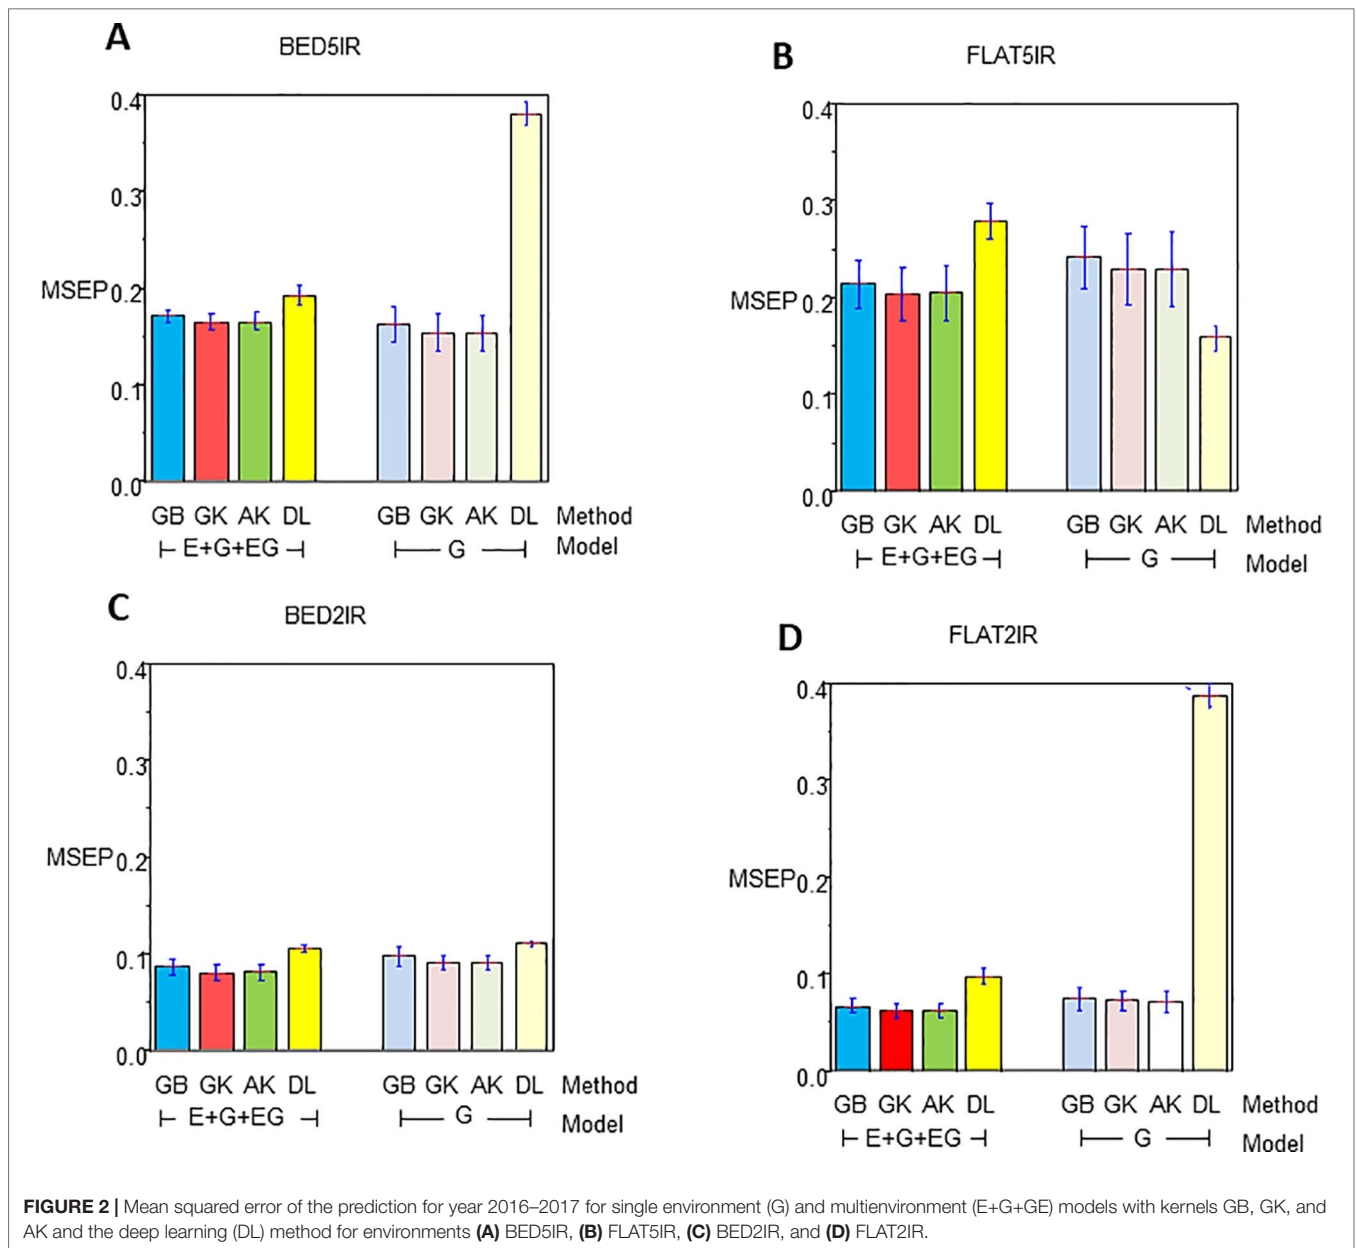 A
BED5IR
0.4
0.3
MSEP 0.2
0.1
0.0
GB GK AK DL GB GK AK DL Method
E+G+EG G Model
B
FLAT5IR
0.4
0.3
MSEP 0.2
0.1
0.0
GB GK AK DL GB GK AK DL Method
E+G+EG G Model
C
BED2IR
0.4
0.3
MSEP 0.2
0.1
0.0
GB GK AK DL GB GK AK DL Method
E+G+EG G Model
D
FLAT2IR
0.4
0.3
MSEP 0.2
0.1
0.0
GB GK AK DL GB GK AK DL Method
E+G+EG G Model
FIGURE 2 | Mean squared error of the prediction for year 2016–2017 for single environment (G) and multienvironment (E+G+GE) models with kernels GB, GK, and
AK and the deep learning (DL) method for environments (A) BED5IR, (B) FLAT5IR, (C) BED2IR, and (D) FLAT2IR.